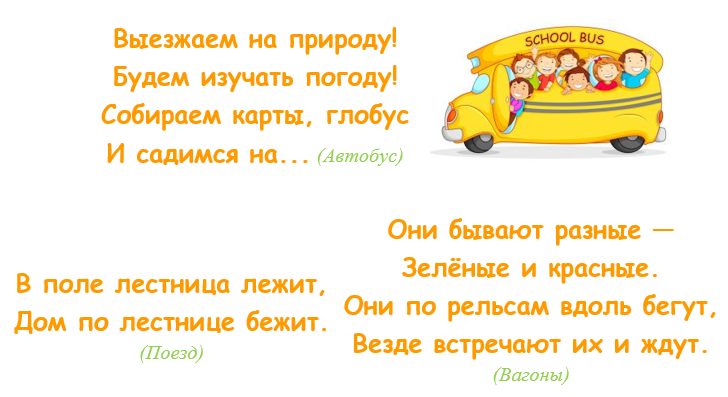 Выезжаем на природу!
Будем изучать погоду!
Собираем карты, глобус
И садимся на... (Автобус)
SCHOOL BUS
В поле лестница лежит,
Дом по лестнице бежит.
(Поезд)
Они бывают разные —
Зелёные и красные.
Они по рельсам вдоль бегут,
Везде встречают их и ждут.
(Вагоны)